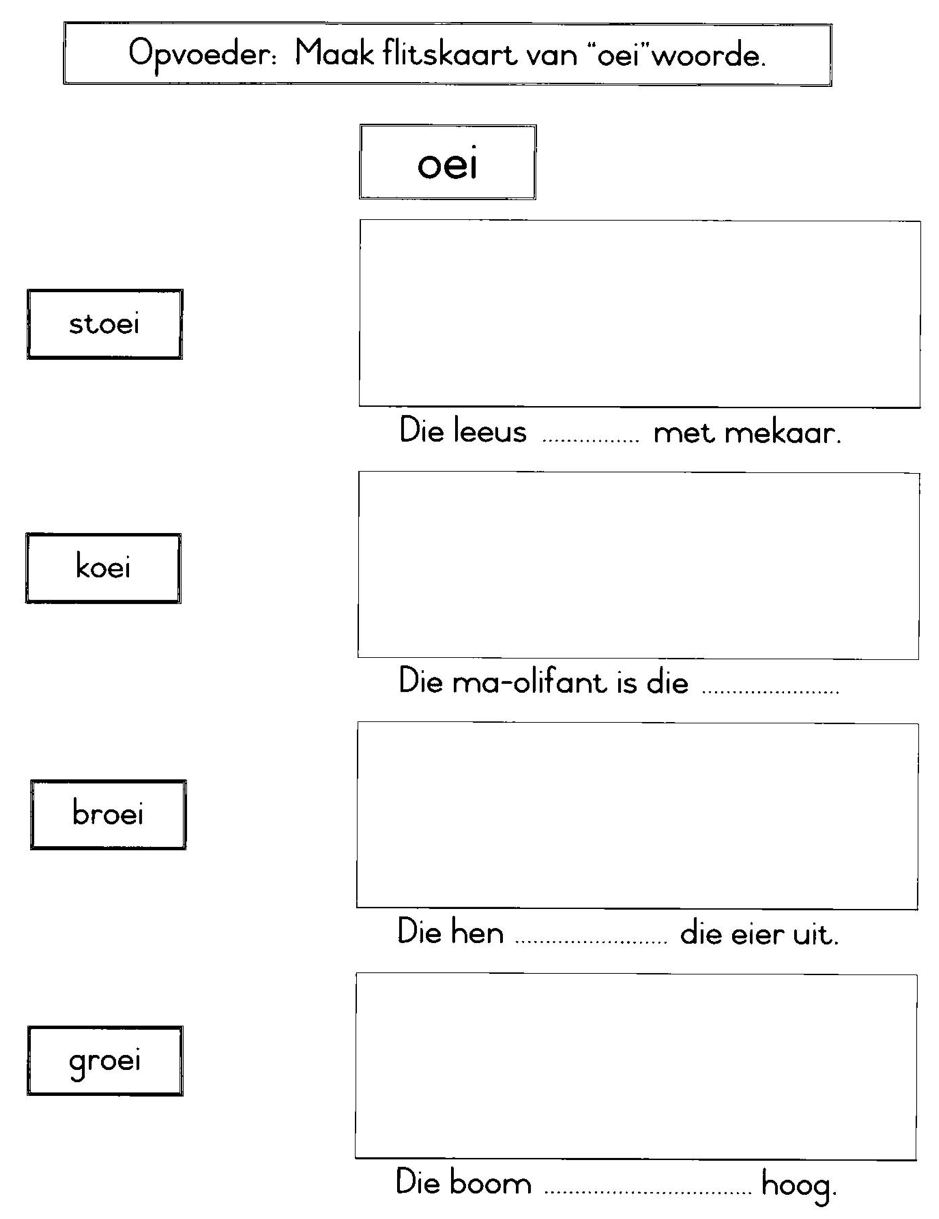 Opvoeder: Maak flitskaart van "oei"woorde.
oei
stoei
Die leeus ............... met mekaar.
koei
Die ma-olifant is die .....................
broei
Die hen ....................... die eier uit.
groei
Die boom ............................... hoog.